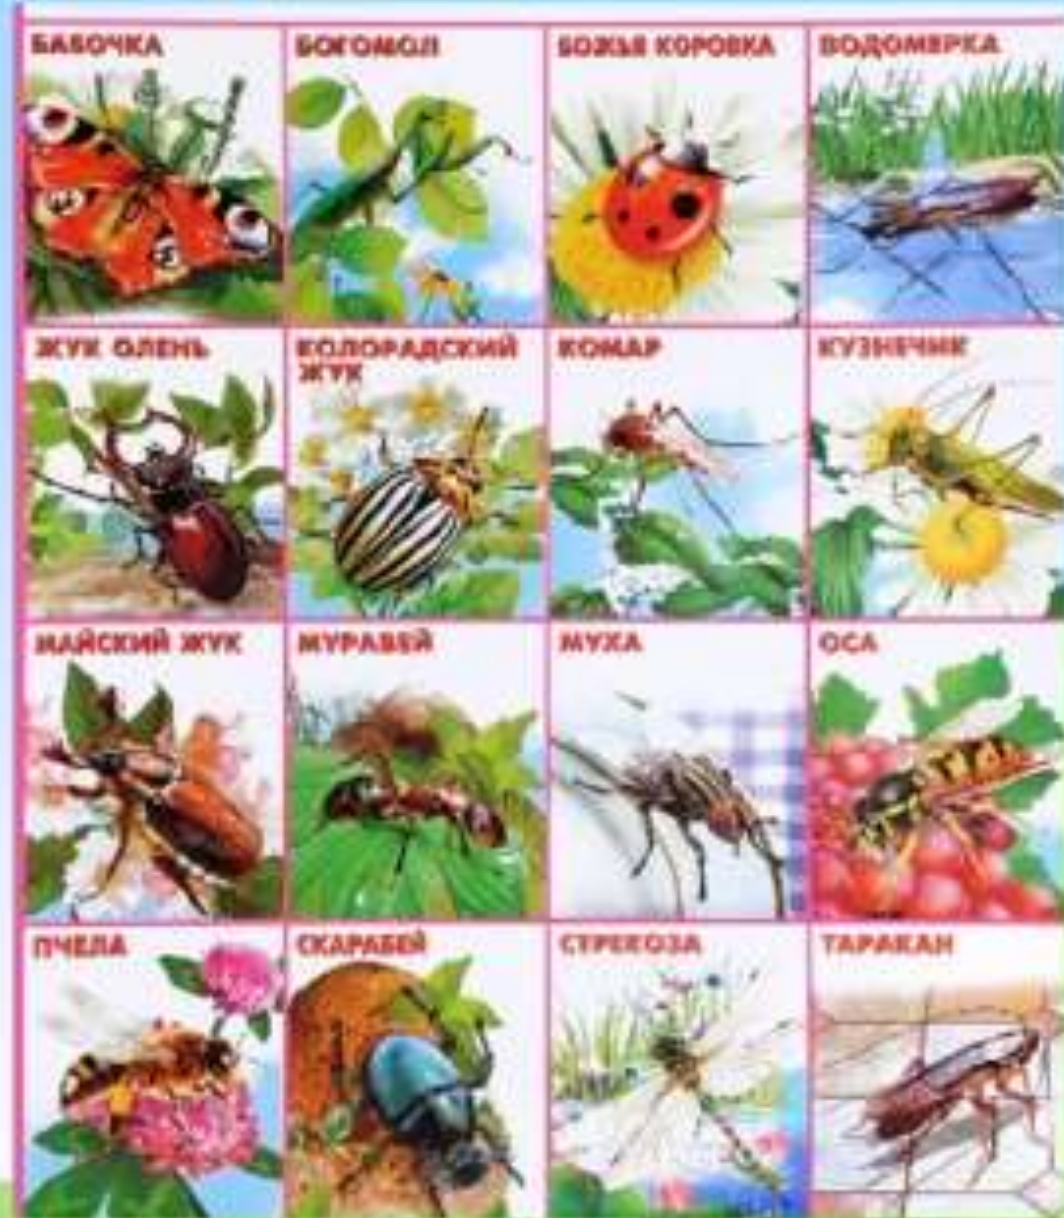 БАБОЧКА
БОГОМОЛ
БОЖЬЯ КОРОВКА
ВОДОМЕРКА
ЖУК ОЛЕНЬ
КОЛОРАДСКИЙ
ЖУК
КОМАР
КУЗНЕЧИК
МАЙСКИЙ ЖУК
МУРАВЕЙ
МУХА
ОСА
ПЧЕЛА
СКАРАБЕЙ
СТРЕКОЗА
ТАРАКАН